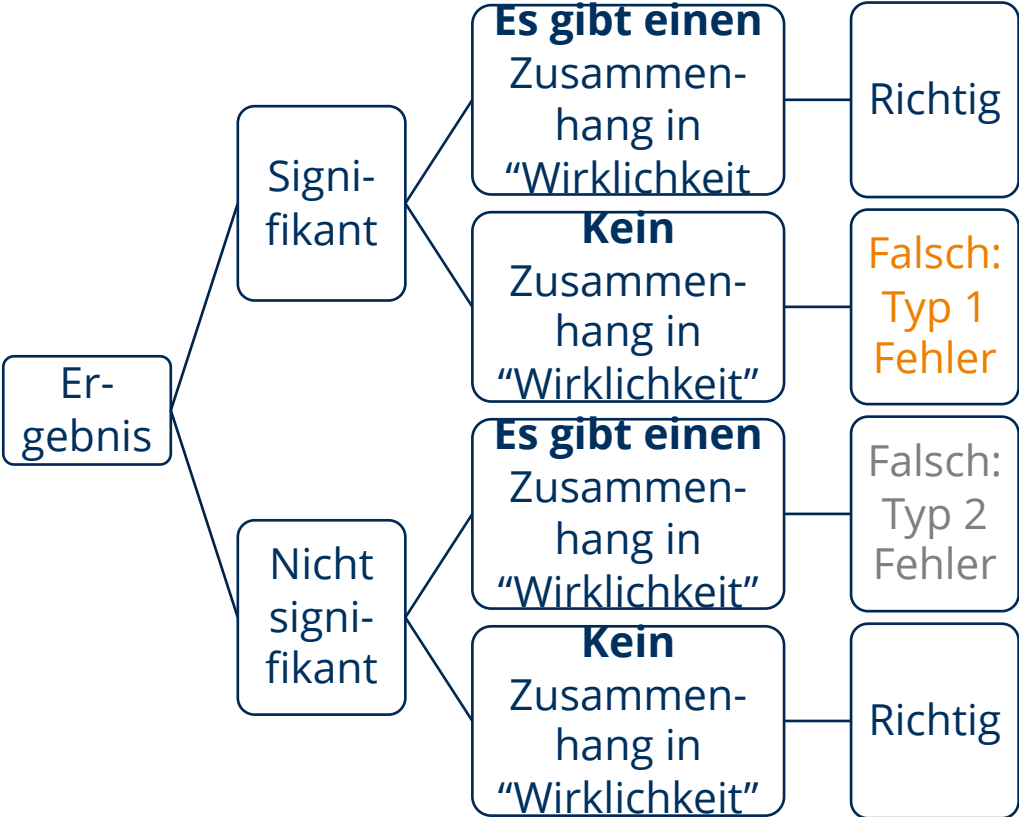 Er-
gebnis
Signi-
fikant
Es gibt einen
Zusammen-
hang in
“Wirklichkeit
Richtig
Kein
Zusammen-
hang in
“Wirklichkeit”
Falsch:
Typ 1
Fehler
Nicht
signi-
fikant
Es gibt einen
Zusammen-
hang in
“Wirklichkeit”
Falsch:
Typ 2
Fehler
Kein
Zusammen-
hang in
“Wirklichkeit”
Richtig